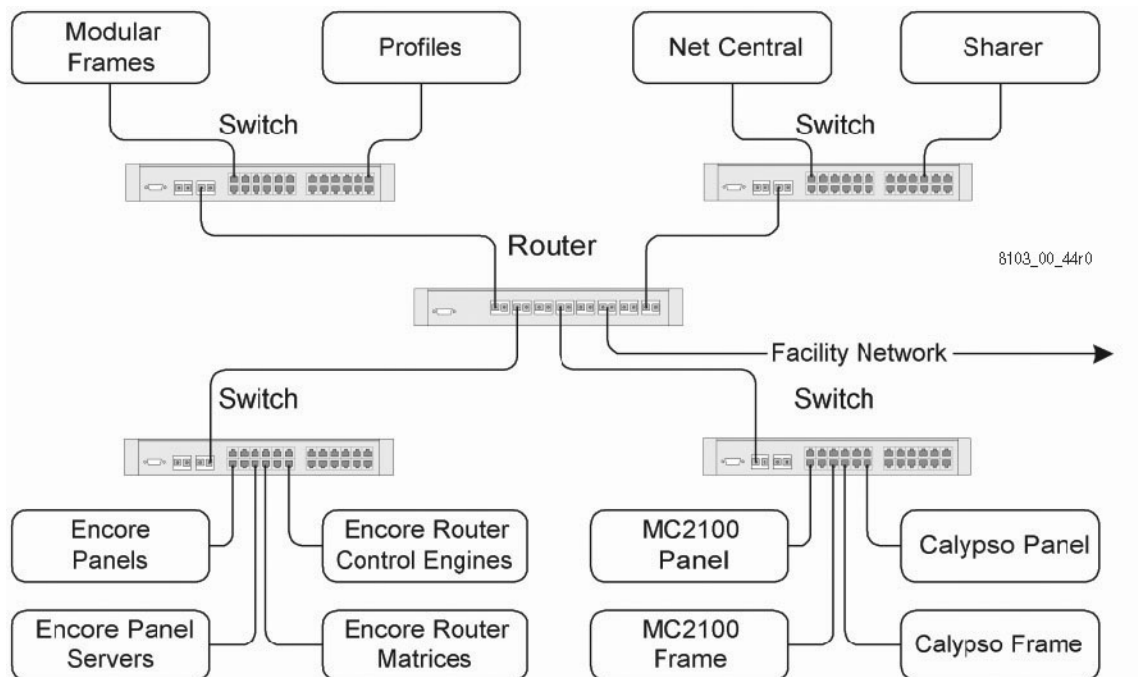 Modular
Frames
Profiles
Net Central
Sharer
Switch
Switch
Router
8103_00_44r0
Facility Network
Switch
Switch
Encore
Panels
Encore Router
Control Engines
MC2100
Panel
Calypso Panel
Encore Panel
Servers
Encore Router
Matrices
MC2100
Frame
Calypso Frame